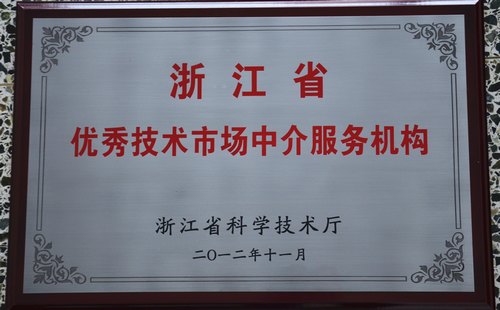 浙江省
优秀技术市场中介服务机构
浙江省科学技术厅
二〇一二年十一月